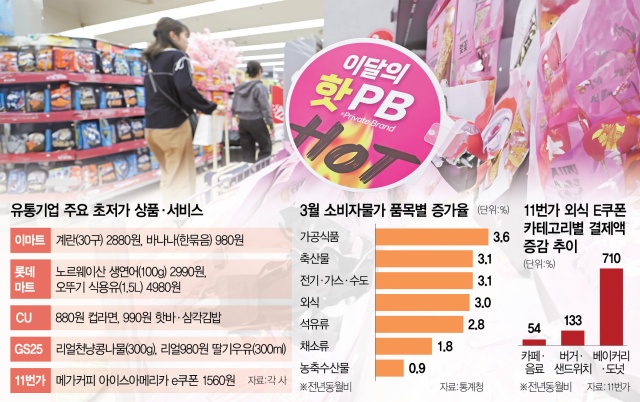 이달의
핫PB
*Private Brand
HOT
유통기업 주요 초저가 상품·서비스
이마트 계란(30구) 2880원, 바나나(한묶음) 980원
롯데
마트
노르웨이산 생연어(100g) 2990원,
오뚜기 식용유(1.5L) 4980원
CU 880원 컵라면, 990원 핫바·삼각김밥
GS25 리얼천냥콩나물(300g), 리얼980원 딸기우유(300ml)
11번가 메가커피 아이스아메리카 e쿠폰 1560원
자료:각 사
3월 소비자물가 품목별 증가율 (단위:%)
가공식품 3.6
축산물 3.1
전기·가스·수도 3.1
외식 3.0
석유류 2.8
채소류 1.8
농축수산물 0.9
※전년동월비 자료:통계청
11번가 외식 E쿠폰
카테고리별 결제액
증감 추이
(단위:%)
54
133
710
카페·
음료
버거·
샌드위치
베이커리
·도넛
※전년동월비 자료:11번가